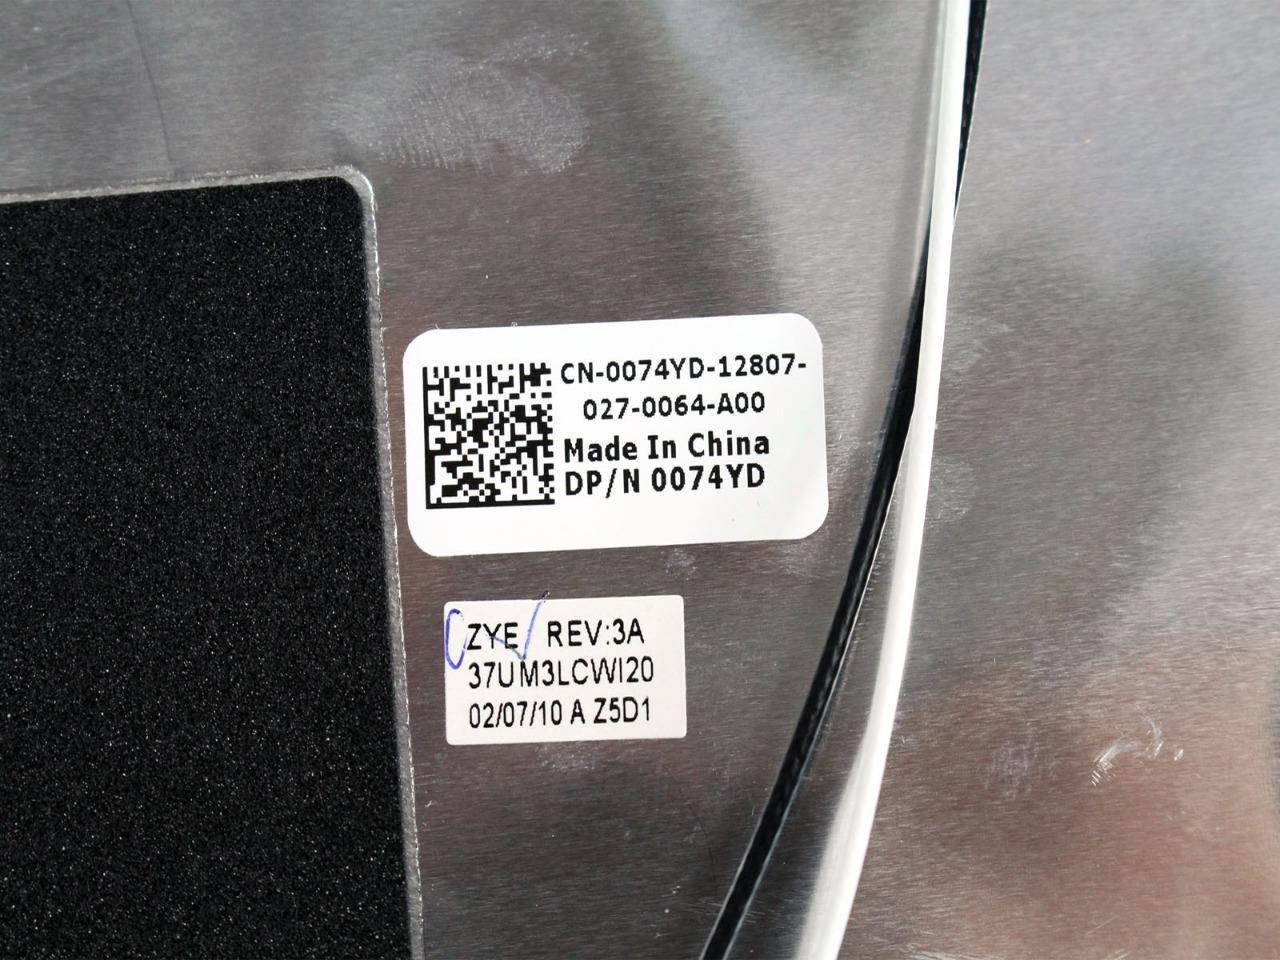 CN-0074YD-12807-
027-0064-A00
Made In China
DP/N 0074YD
ZYE REV:3A
37UM3LCWI20
02/07/10 A Z5D1